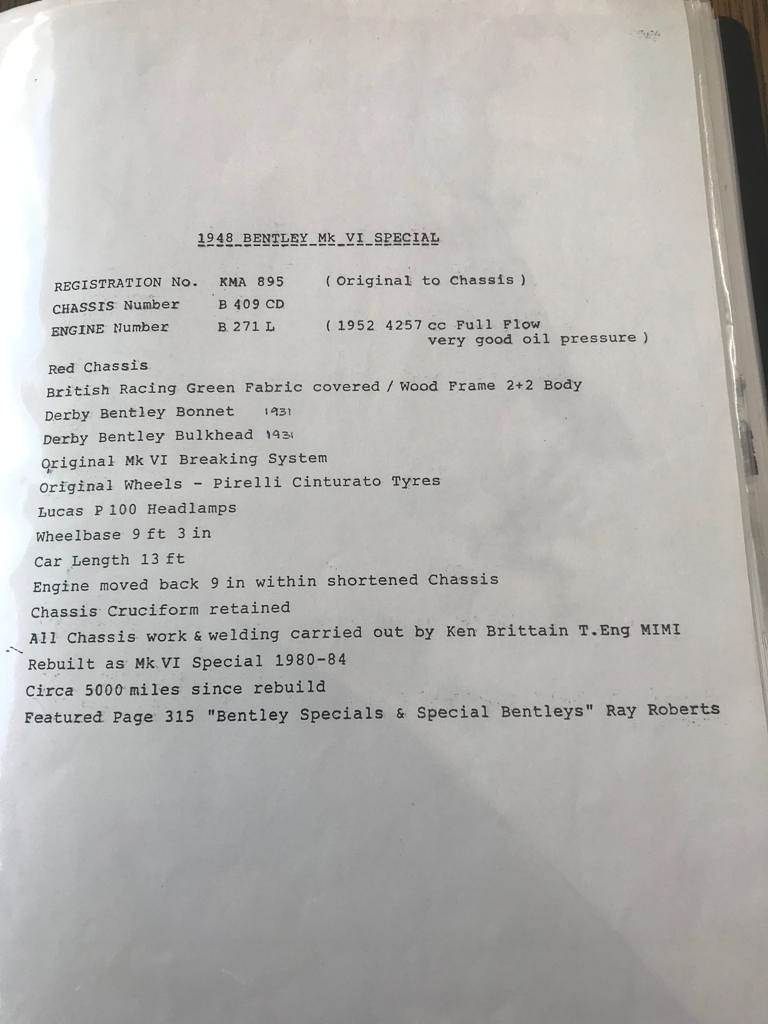 1948 BENTLEY Mk VI SPECIAL
REGISTRATION No. KMA 895 ( Original to Chassis )
CHASSIS Number B 409 CD
ENGINE Number B 271 L ( 1952 4257 cc Full Flow
very good oil pressure )
Red Chassis
British Racing Green Fabric covered / Wood Frame 2+2 Body
Derby Bentley Bonnet
Derby Bentley Bulkhead
Original Mk VI Breaking System
Original Wheels - Pirelli Cinturato Tyres
Lucas P 100 Headlamps
Wheelbase 9 ft 3 in
Car Length 13 ft
Engine moved back 9 in within shortened Chassis
Chassis Cruciform retained
All Chassis work & welding carried out by Ken Brittain T.Eng MIMI
Rebuilt as Mk VI Special 1980-84
Circa 5000 miles since rebuild
Featured Page 315 "Bentley Specials & Special Bentleys" Ray Roberts